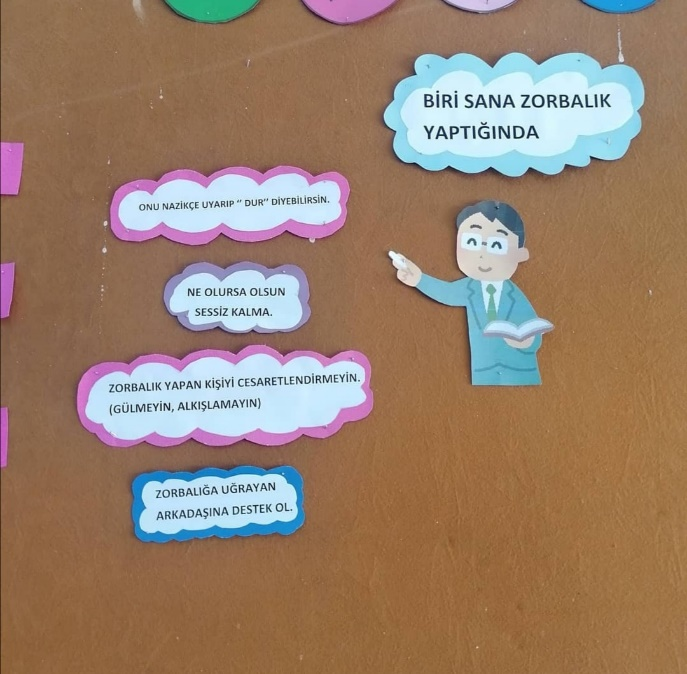 BİRİ SANA ZORBALIK
YAPTIĞINDA
ONU NAZİKÇE UYARIP " DUR" DİYEBİLİRSİN.
NE OLURSA OLSUN
SESSİZ KALMA.
ZORBALIK YAPAN KİŞİYİ CESARETLENDİRMEYİN.
(GÜLMEYİN, ALKIŞLAMAYIN)
ZORBALIĞA UĞRAYAN
ARKADAŞINA DESTEK OL.